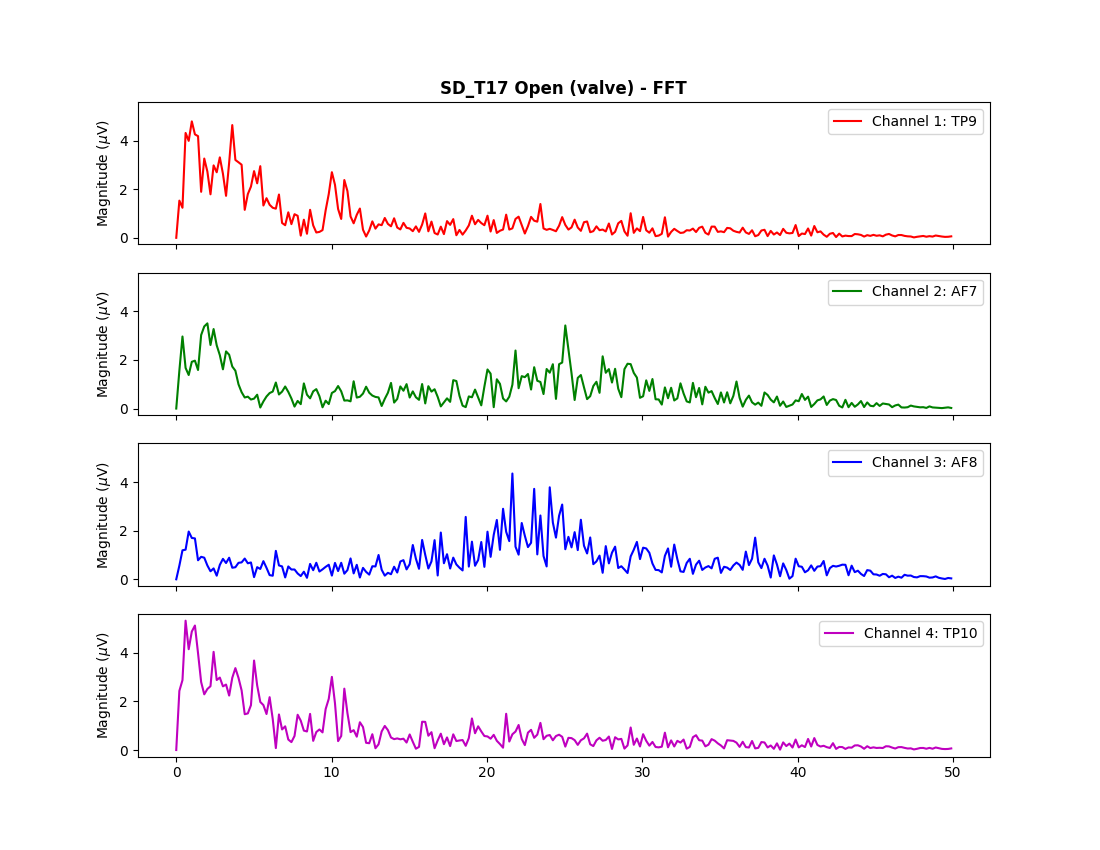 SD_T17 Open (valve) - FFT
Magnitude (μV)
4
2
0
Channel 1: TP9
Magnitude (μV)
4
2
0
Channel 2: AF7
Magnitude (μV)
4
2
0
Channel 3: AF8
Magnitude (μV)
4
2
0
Channel 4: TP10
0 10 20 30 40 50